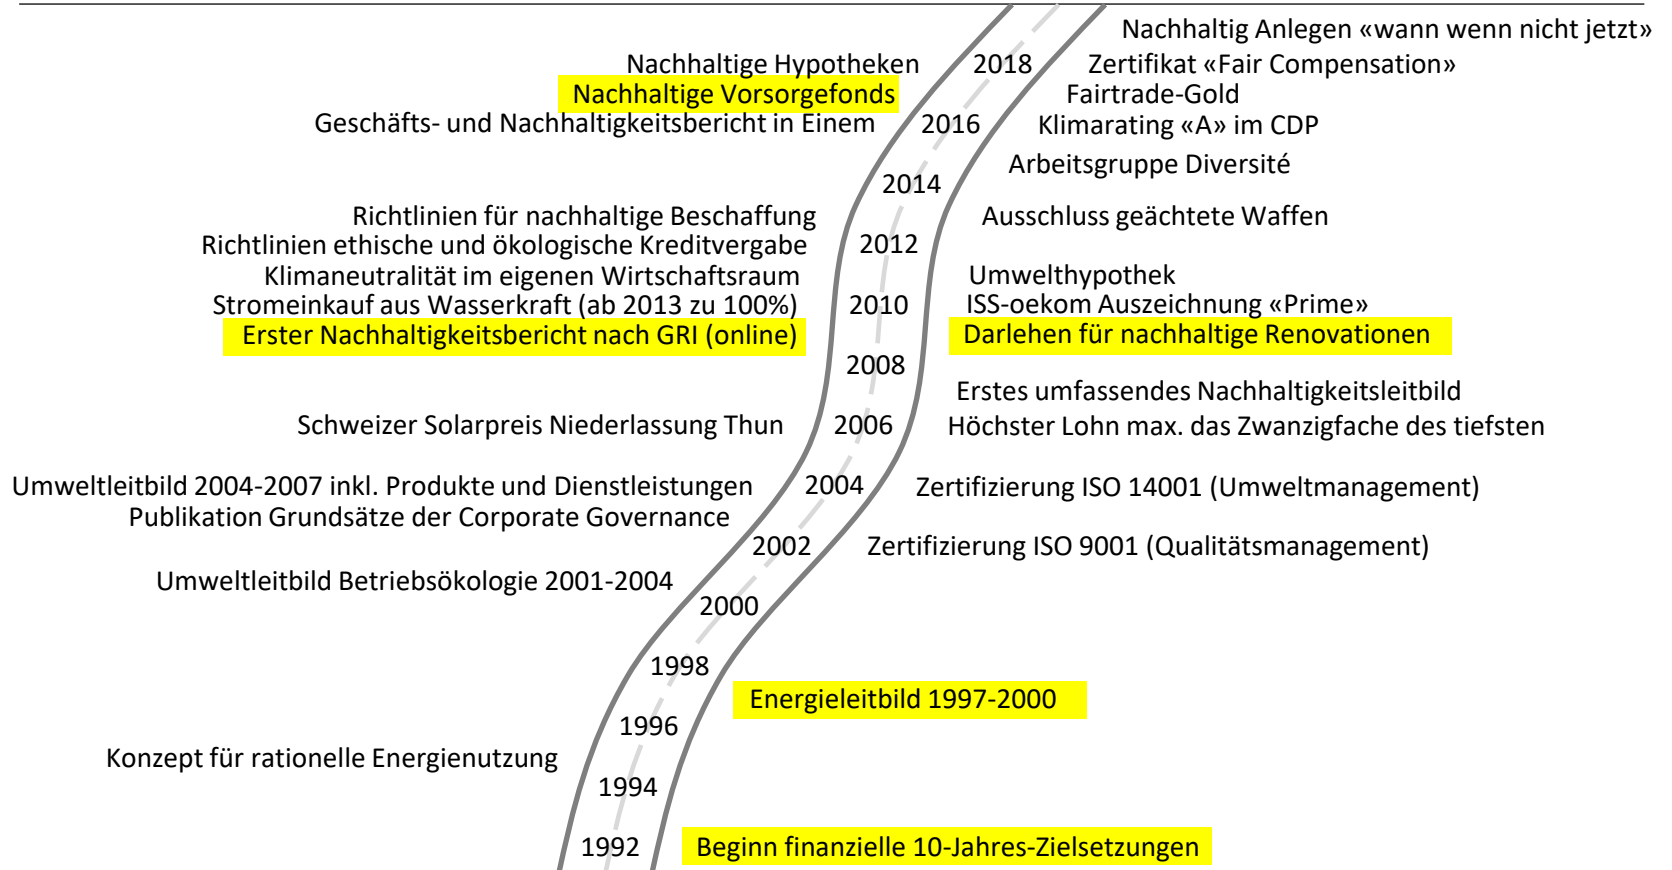 Nachhaltig Anlegen «wann wenn nicht jetzt»
Nachhaltige Hypotheken 2018 Zertifikat «Fair Compensation»
Nachhaltige Vorsorgefonds Fairtrade-Gold
Geschäfts- und Nachhaltigkeitsbericht in Einem 2016 Klimarating «A» im CDP
Arbeitsgruppe Diversité
2014
Richtlinien für nachhaltige Beschaffung Ausschluss geächtete Waffen
Richtlinien ethische und ökologische Kreditvergabe 2012
Klimaneutralität im eigenen Wirtschaftsraum Umwelthypothek
Stromeinkauf aus Wasserkraft (ab 2013 zu 100%) 2010 ISS-oekom Auszeichnung «Prime»
Erster Nachhaltigkeitsbericht nach GRI (online) Darlehen für nachhaltige Renovationen
2008
Erstes umfassendes Nachhaltigkeitsleitbild
Schweizer Solarpreis Niederlassung Thun 2006 Höchster Lohn max. das Zwanzigfache des tiefsten
Umweltleitbild 2004-2007 inkl. Produkte und Dienstleistungen 2004 Zertifizierung ISO 14001 (Umweltmanagement)
Publikation Grundsätze der Corporate Governance
2002 Zertifizierung ISO 9001 (Qualitätsmanagement)
Umweltleitbild Betriebsökologie 2001-2004
2000
1998
Energieleitbild 1997-2000
1996
Konzept für rationelle Energienutzung
1994
1992 Beginn finanzielle 10-Jahres-Zielsetzungen